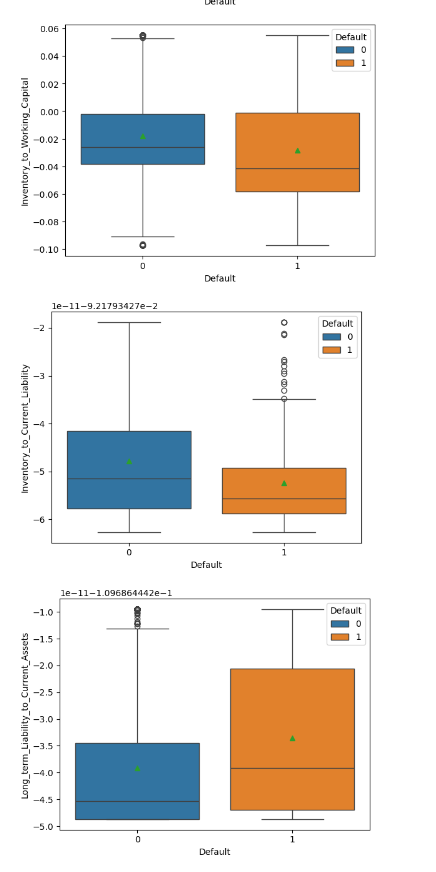 Default
0.06
0.04
0.02
0.00
−0.02
−0.04
−0.06
−0.08
−0.10
Inventory_to_Working_Capital
Default
0
1
0
1
Default
1e−11−9.21793427e−2
−2
−3
−4
−5
−6
Inventory_to_Current_Liability
Default
0
1
0
1
Default
1e−11−1.096864442e−1
−1.0
−1.5
−2.0
−2.5
−3.0
−3.5
−4.0
−4.5
−5.0
Long_term_Liability_to_Current_Assets
Default
0
1
0
1
Default